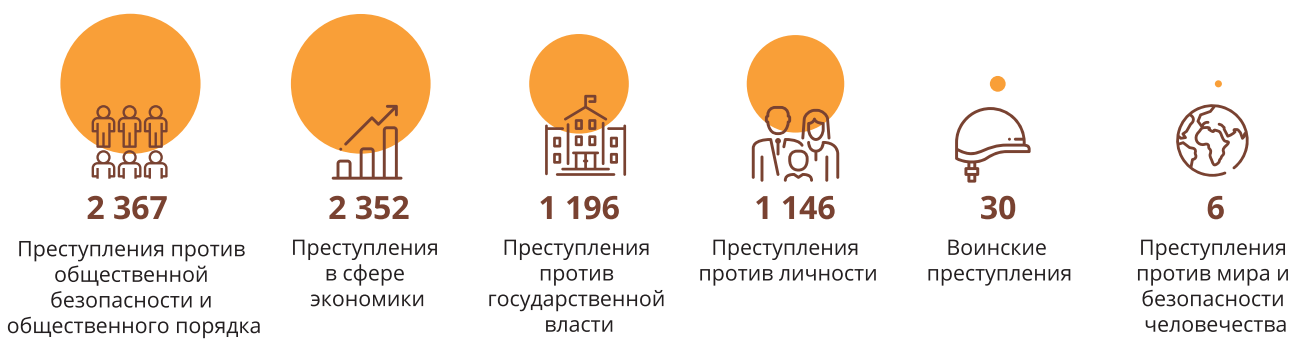 2 367
Преступления против
общественной
безопасности и
общественного порядка
2 352
Преступления
в сфере
экономики
1 196
Преступления
против
государственной
власти
1 146
Преступления
против личности
30
Воинские
преступления
6
Преступления
против мира и
безопасности
человечества